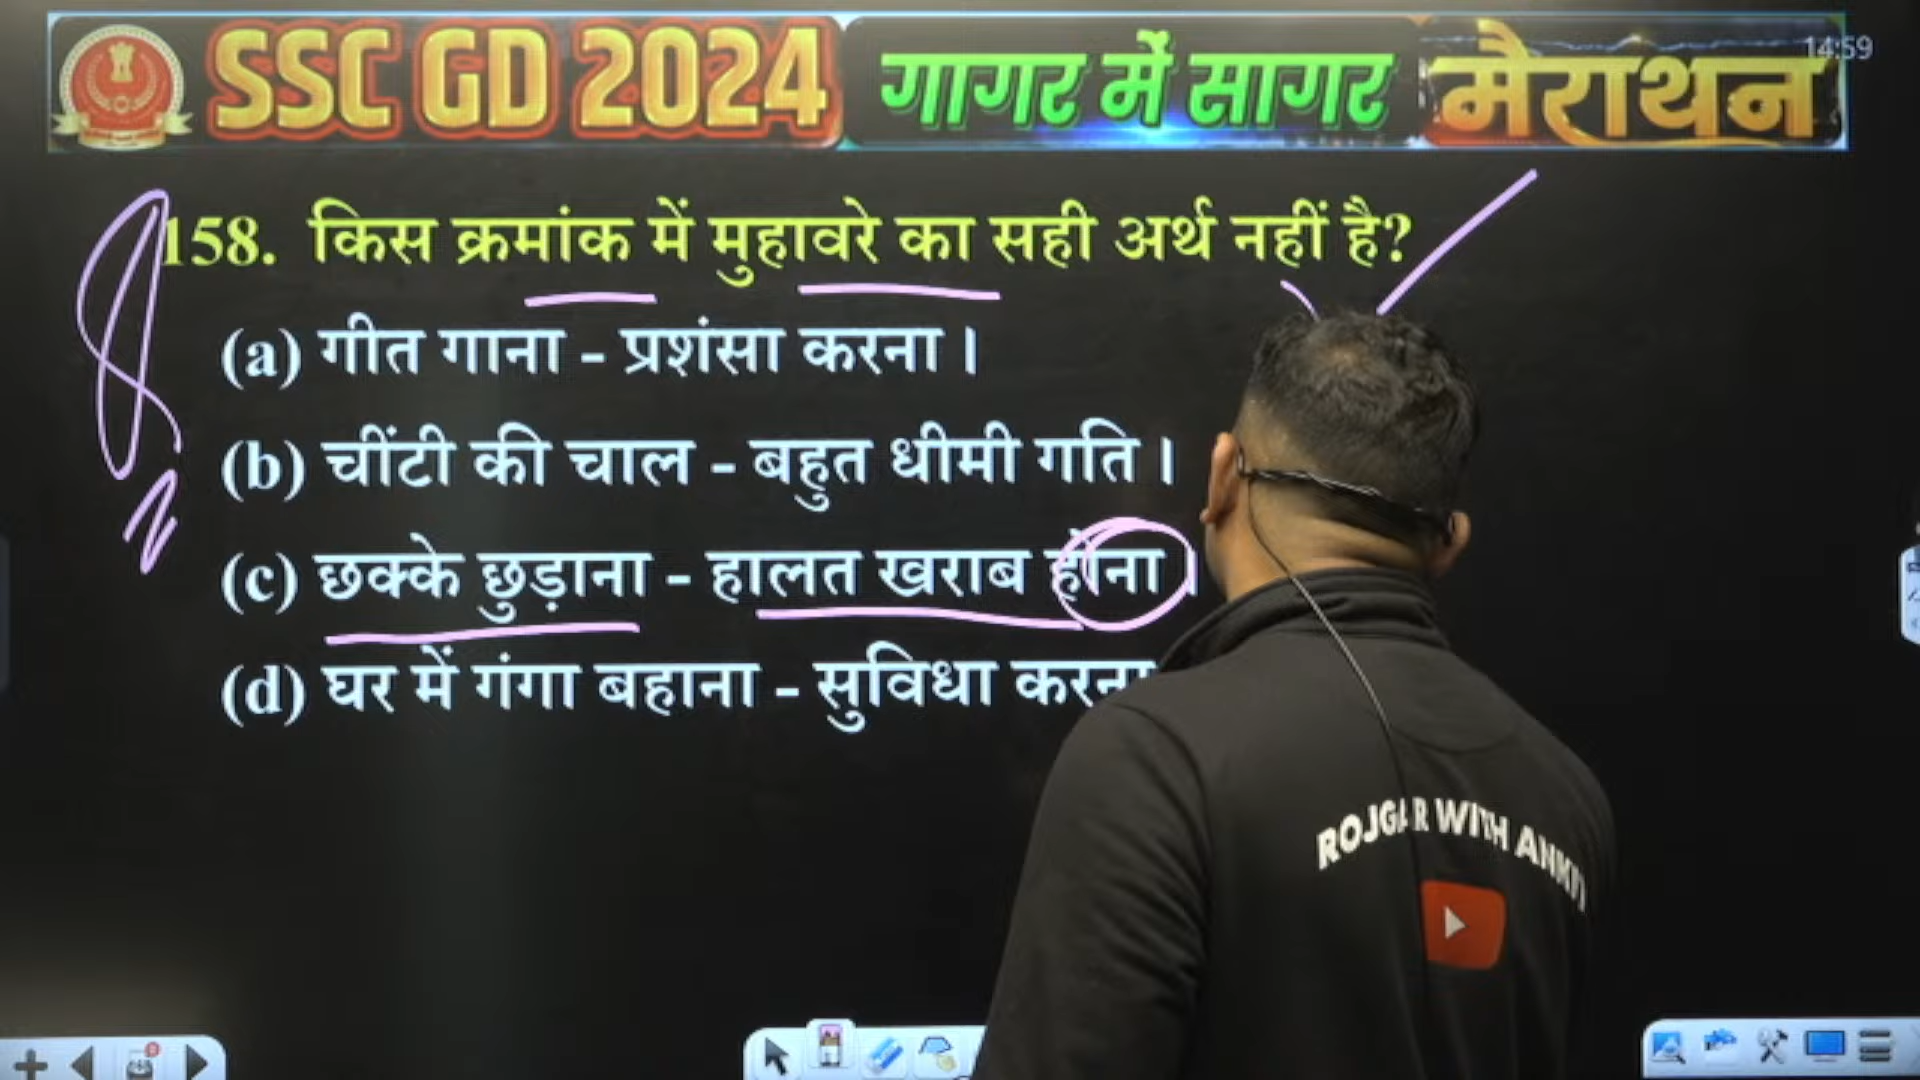 SSC GD 2024 गागर में सागर मैराथन
14:59
158. किस क्रमांक में मुहावरे का सही अर्थ नहीं है?
(a) गीत गाना - प्रशंसा करना।
(b) चींटी की चाल - बहुत धीमी गति।
(c) छक्के छुड़ाना - हालत खराब होना।
(d) घर में गंगा बहाना - सुविधा करना
ROJGAR WITH ANKIT